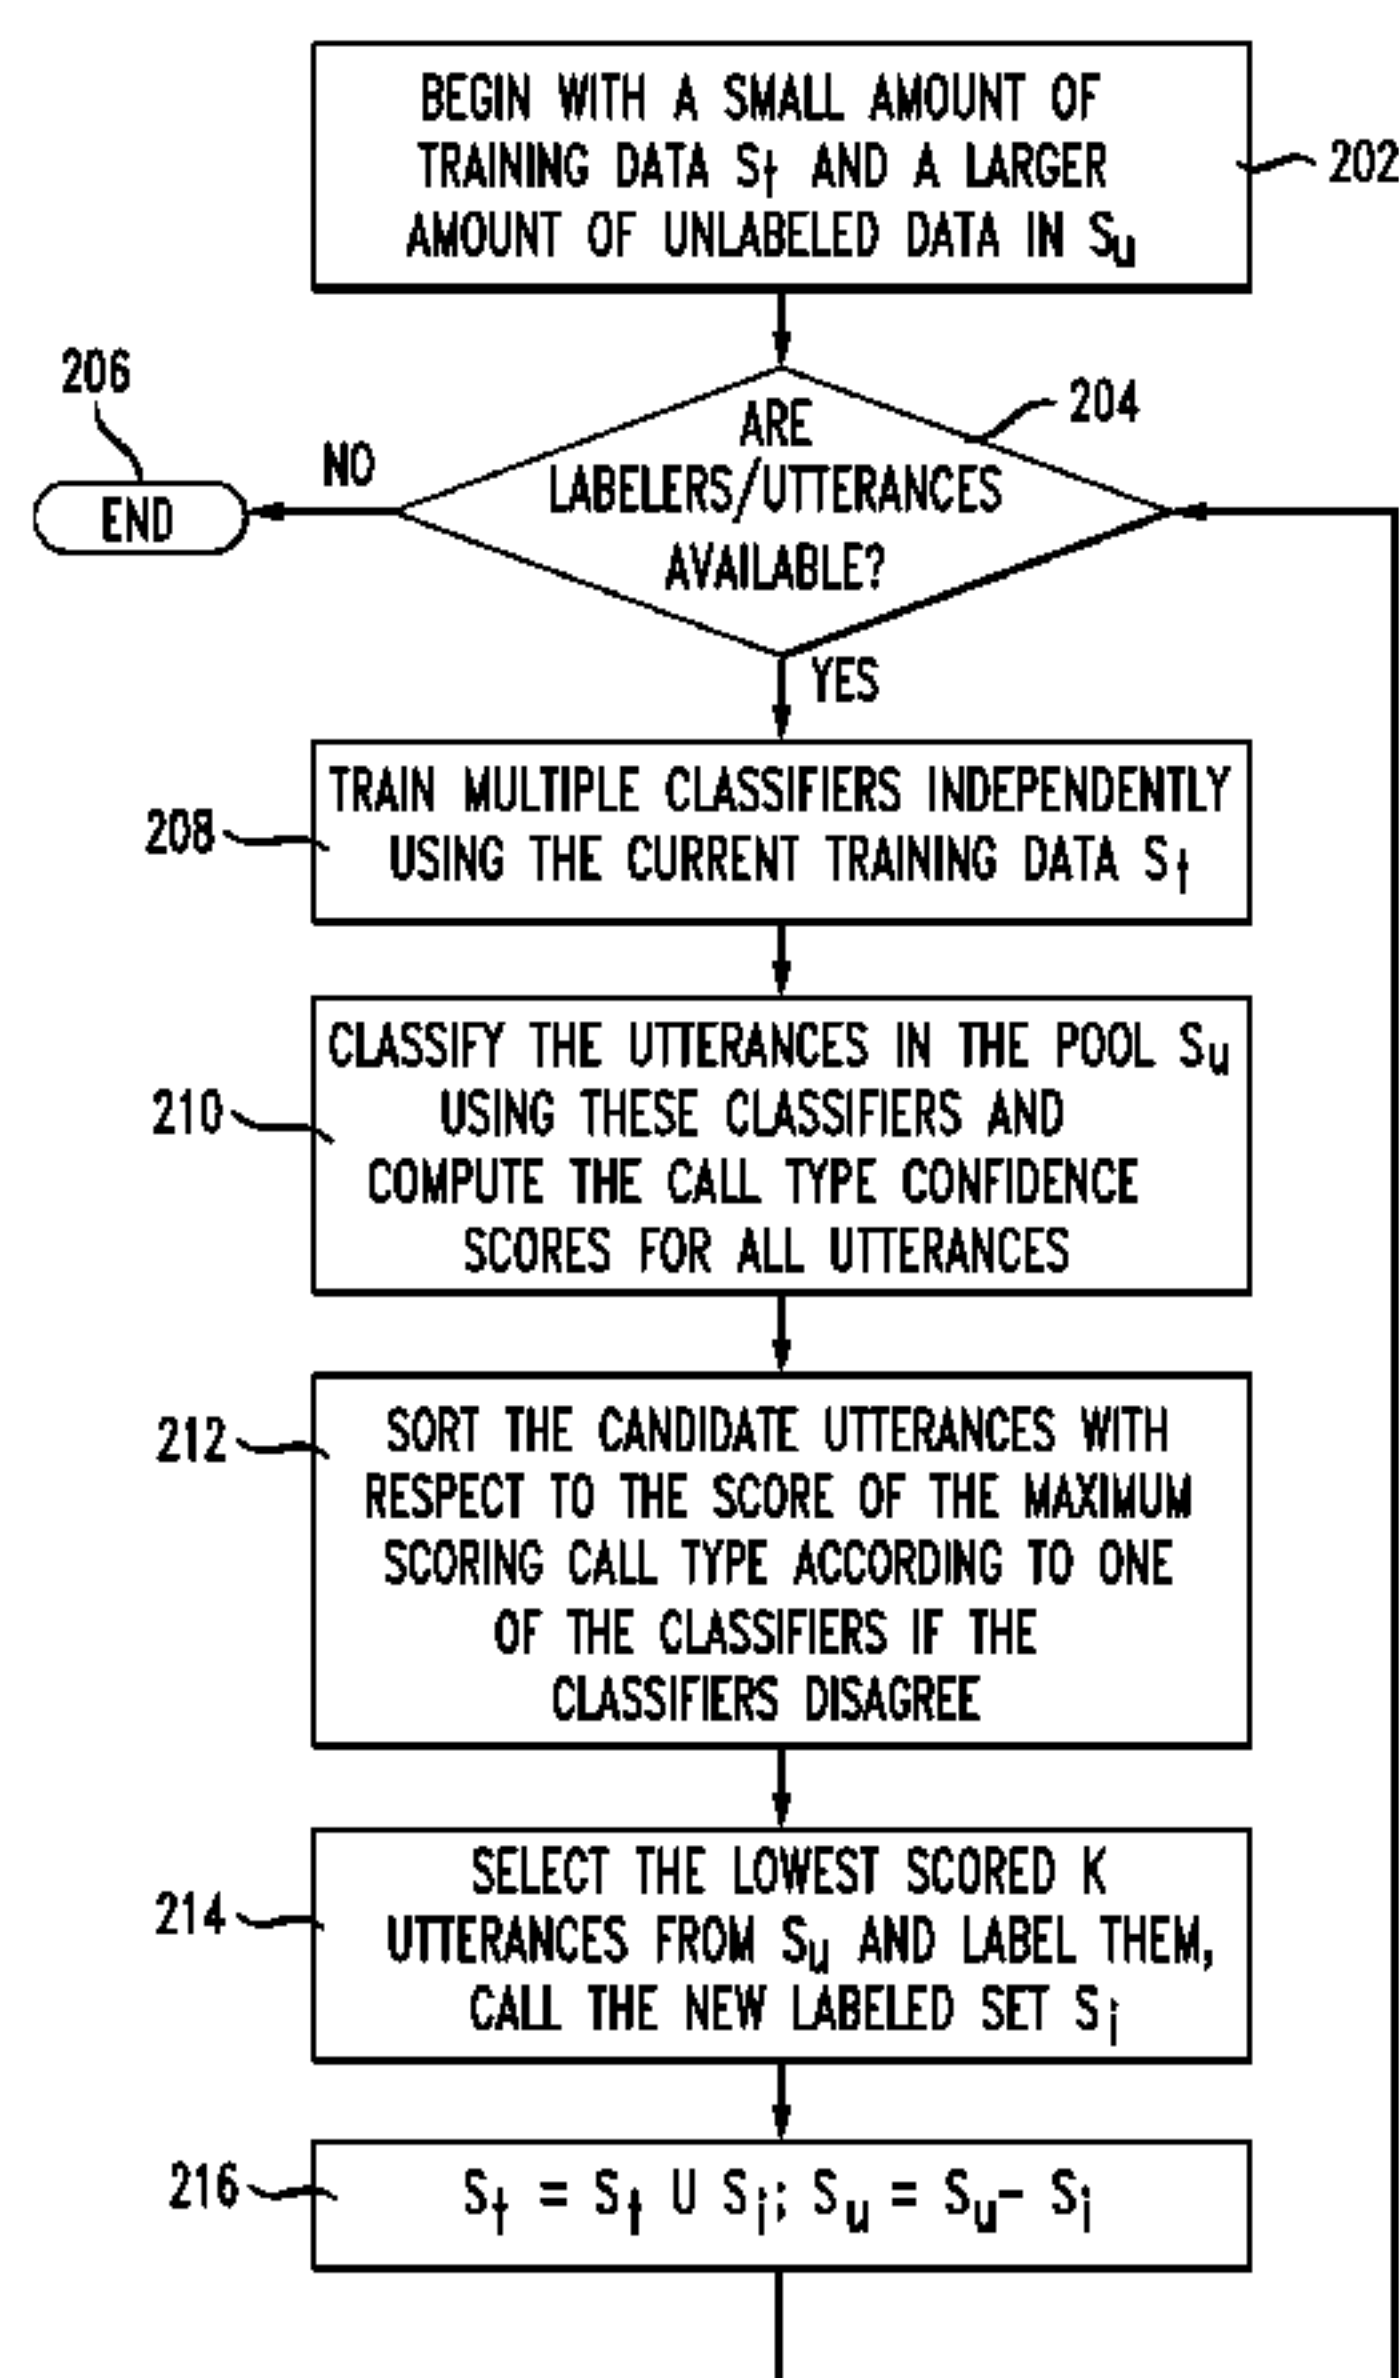 BEGIN WITH A SMALL AMOUNT OF
TRAINING DATA St AND A LARGER
AMOUNT OF UNLABELED DATA IN Su
202
206
204
ARE
LABELERS/UTTERANCES
AVAILABLE?
NO
END
YES
TRAIN MULTIPLE CLASSIFIERS INDEPENDENTLY
USING THE CURRENT TRAINING DATA St
208
CLASSIFY THE UTTERANCES IN THE POOL Su
USING THESE CLASSIFIERS AND
COMPUTE THE CALL TYPE CONFIDENCE
SCORES FOR ALL UTTERANCES
210
SORT THE CANDIDATE UTTERANCES WITH
RESPECT TO THE SCORE OF THE MAXIMUM
SCORING CALL TYPE ACCORDING TO ONE
OF THE CLASSIFIERS IF THE
CLASSIFIERS DISAGREE
212
SELECT THE LOWEST SCORED K
UTTERANCES FROM Su AND LABEL THEM,
CALL THE NEW LABELED SET Si
214
St = St U Si; Su = Su- Si
216